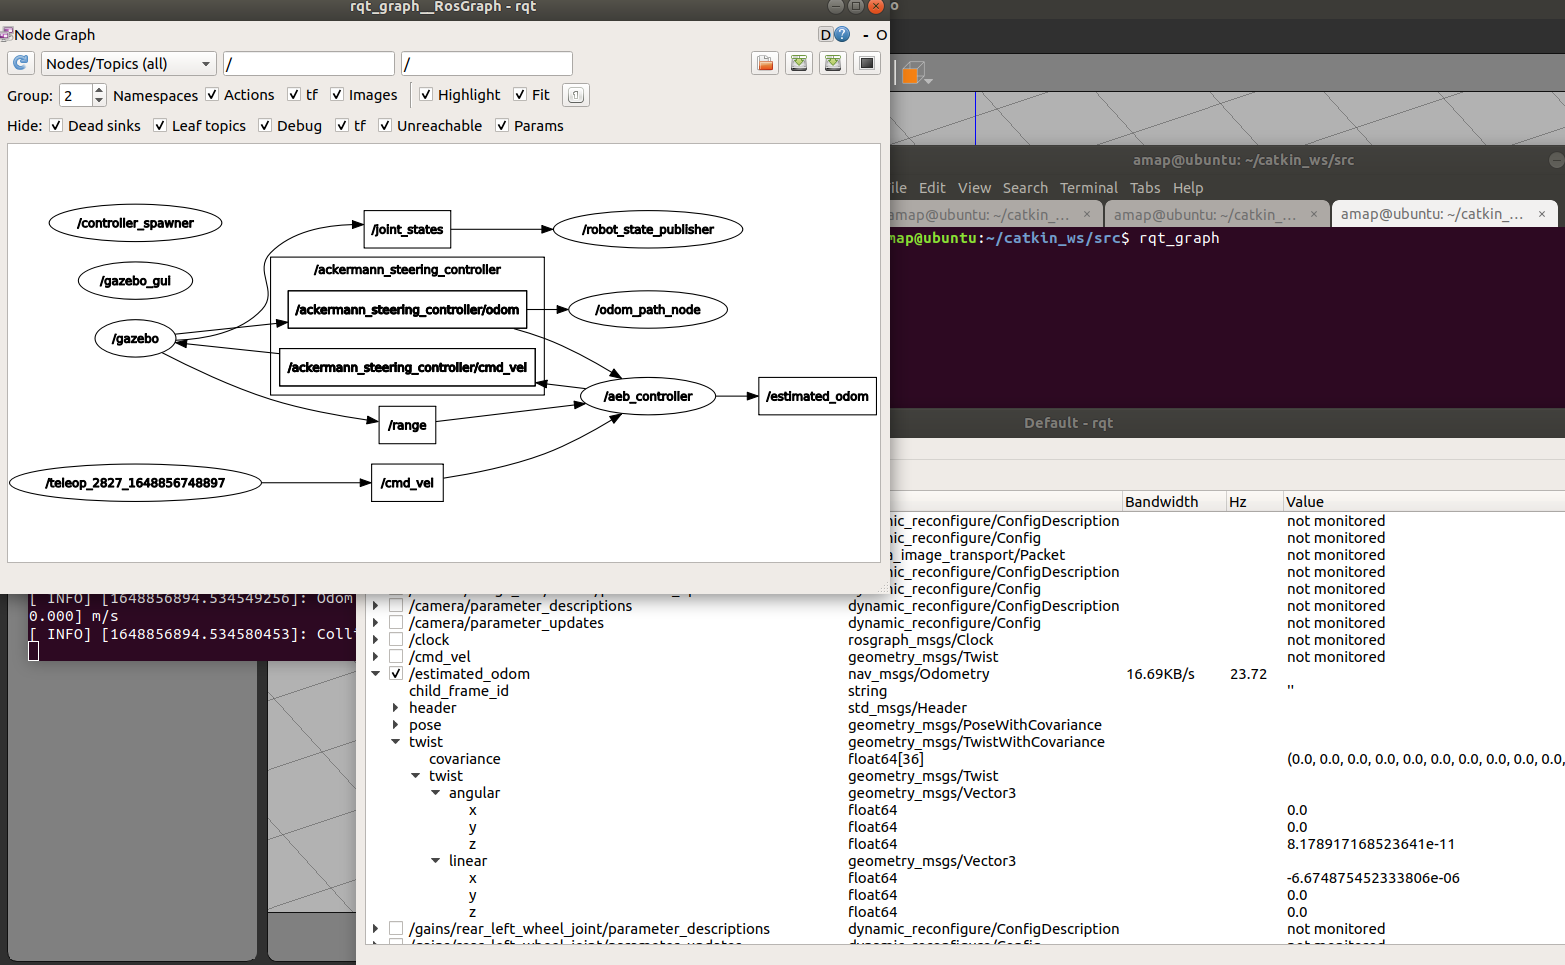 rqt_graph__RosGraph - rqt
Node Graph
D ? - O
Nodes/Topics (all) / /
Group: 2 Namespaces Actions tf Images Highlight Fit
Hide: Dead sinks Leaf topics Debug tf Unreachable Params
/controller_spawner
/joint_states
/robot_state_publisher
/ackermann_steering_controller
/gazebo_gui
/ackermann_steering_controller/odom
/odom_path_node
/gazebo
/ackermann_steering_controller/cmd_vel
/aeb_controller
/estimated_odom
/range
/teleop_2827_1648856748897
/cmd_vel
o
amap@ubuntu: ~/catkin_ws/src
ile Edit View Search Terminal Tabs Help
amap@ubuntu: ~/catkin_... × amap@ubuntu: ~/catkin_... × amap@ubuntu: ~/catkin_... ×
map@ubuntu:~/catkin_ws/src$ rqt_graph
Default - rqt
Bandwidth Hz Value
ic_reconfigure/ConfigDescription not monitored
ic_reconfigure/Config not monitored
a_image_transport/Packet not monitored
ic_reconfigure/ConfigDescription not monitored
ic_reconfigure/Config not monitored
/camera/parameter_descriptions dynamic_reconfigure/ConfigDescription not monitored
/camera/parameter_updates dynamic_reconfigure/Config not monitored
/clock rosgraph_msgs/Clock not monitored
/cmd_vel geometry_msgs/Twist not monitored
/estimated_odom nav_msgs/Odometry 16.69KB/s 23.72
child_frame_id string ''
header std_msgs/Header
pose geometry_msgs/PoseWithCovariance
twist geometry_msgs/TwistWithCovariance
covariance float64[36] (0.0, 0.0, 0.0, 0.0, 0.0, 0.0, 0.0, 0.0, 0.0, 0.0,
twist geometry_msgs/Twist
angular geometry_msgs/Vector3
x float64 0.0
y float64 0.0
z float64 8.178917168523641e-11
linear geometry_msgs/Vector3
x float64 -6.674875452333806e-06
y float64 0.0
z float64 0.0
/gains/rear_left_wheel_joint/parameter_descriptions dynamic_reconfigure/ConfigDescription not monitored
/gains/rear_left_wheel_joint/parameter_updates dynamic_reconfigure/Config not monitored
[ INFO] [1648856894.534549256]: Odom
0.000] m/s
[ INFO] [1648856894.534580453]: Colli